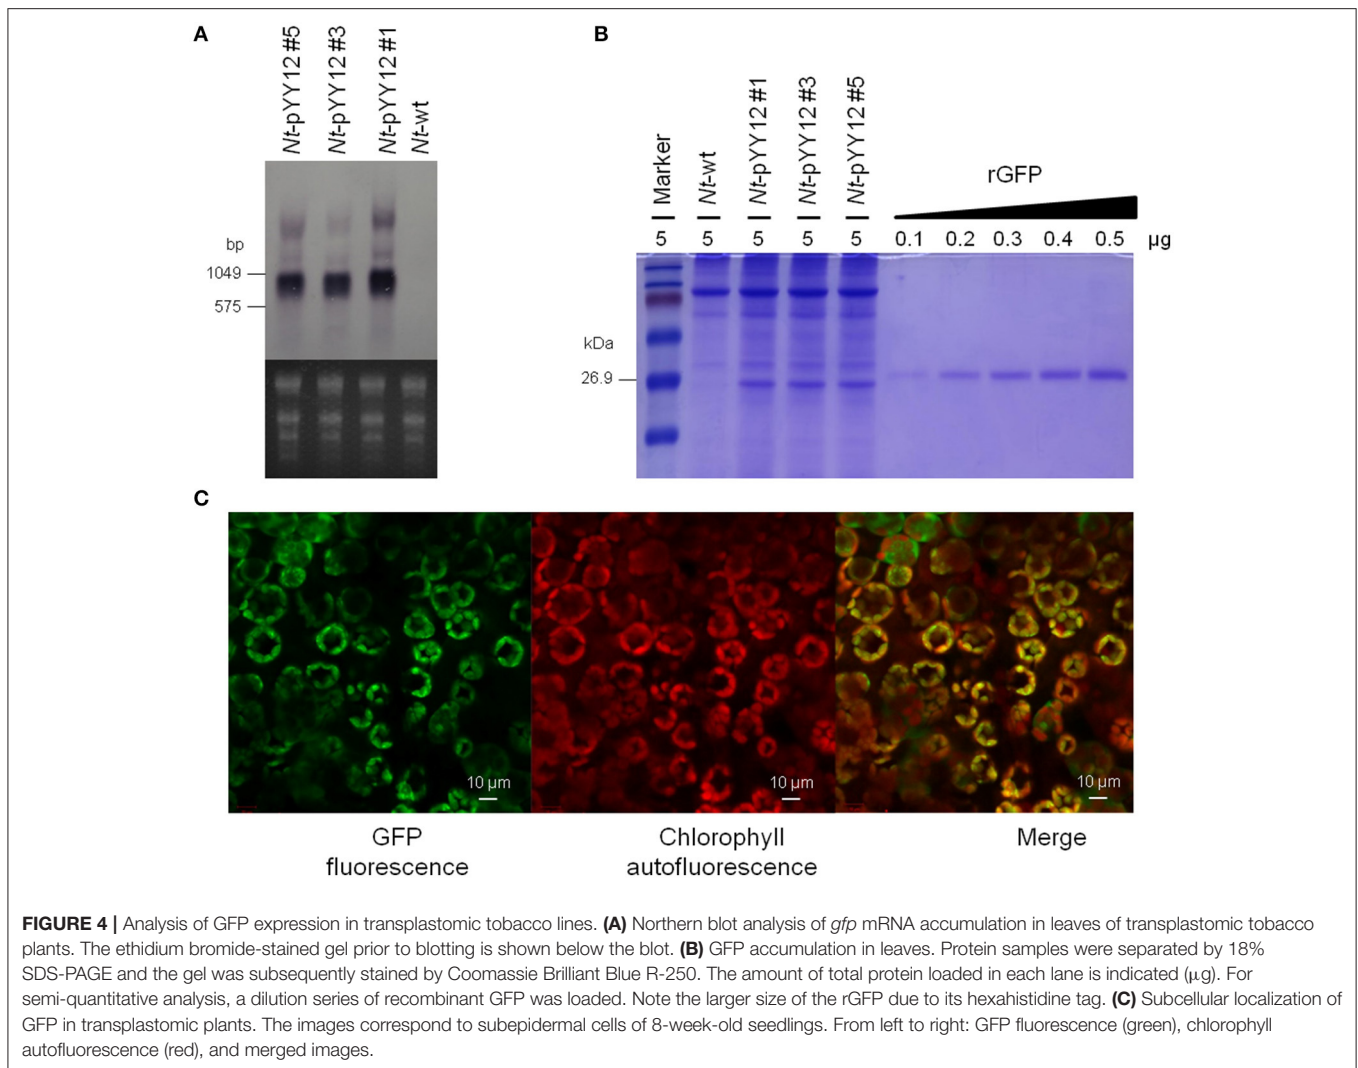 A
Nt-pYY12 #5
Nt-pYY12 #3
Nt-pYY12 #1
Nt-wt
bp
1049
575
B
Marker
Nt-wt
Nt-pYY12 #1
Nt-pYY12 #3
Nt-pYY12 #5
rGFP
5 5 5 5 5 0.1 0.2 0.3 0.4 0.5 µg
kDa
26.9
C
10 µm 10 µm 10 µm
GFP
fluorescence
Chlorophyll
autofluorescence
Merge
FIGURE 4 | Analysis of GFP expression in transplastomic tobacco lines. (A) Northern blot analysis of gfp mRNA accumulation in leaves of transplastomic tobacco
plants. The ethidium bromide-stained gel prior to blotting is shown below the blot. (B) GFP accumulation in leaves. Protein samples were separated by 18%
SDS-PAGE and the gel was subsequently stained by Coomassie Brilliant Blue R-250. The amount of total protein loaded in each lane is indicated (µg). For
semi-quantitative analysis, a dilution series of recombinant GFP was loaded. Note the larger size of the rGFP due to its hexahistidine tag. (C) Subcellular localization of
GFP in transplastomic plants. The images correspond to subepidermal cells of 8-week-old seedlings. From left to right: GFP fluorescence (green), chlorophyll
autofluorescence (red), and merged images.